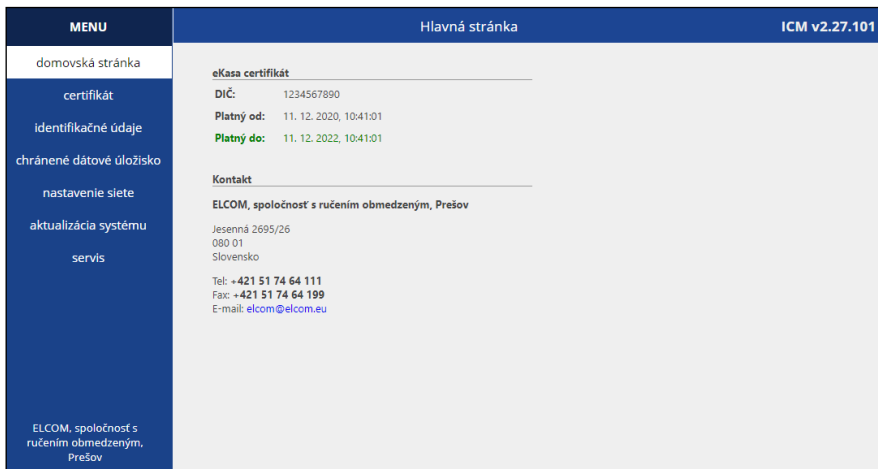 MENU
Hlavná stránka
ICM v2.27.101
domovská stránka
certifikát
identifikačné údaje
chránené dátové úložisko
nastavenie siete
aktualizácia systému
servis
ELCOM, spoločnosť s
ručením obmedzeným,
Prešov
eKasa certifikát
DIČ: 1234567890
Platný od: 11. 12. 2020, 10:41:01
Platný do: 11. 12. 2022, 10:41:01
Kontakt
ELCOM, spoločnosť s ručením obmedzeným, Prešov
Jesenná 2695/26
080 01
Slovensko
Tel: +421 51 74 64 111
Fax: +421 51 74 64 199
E-mail: elcom@elcom.eu